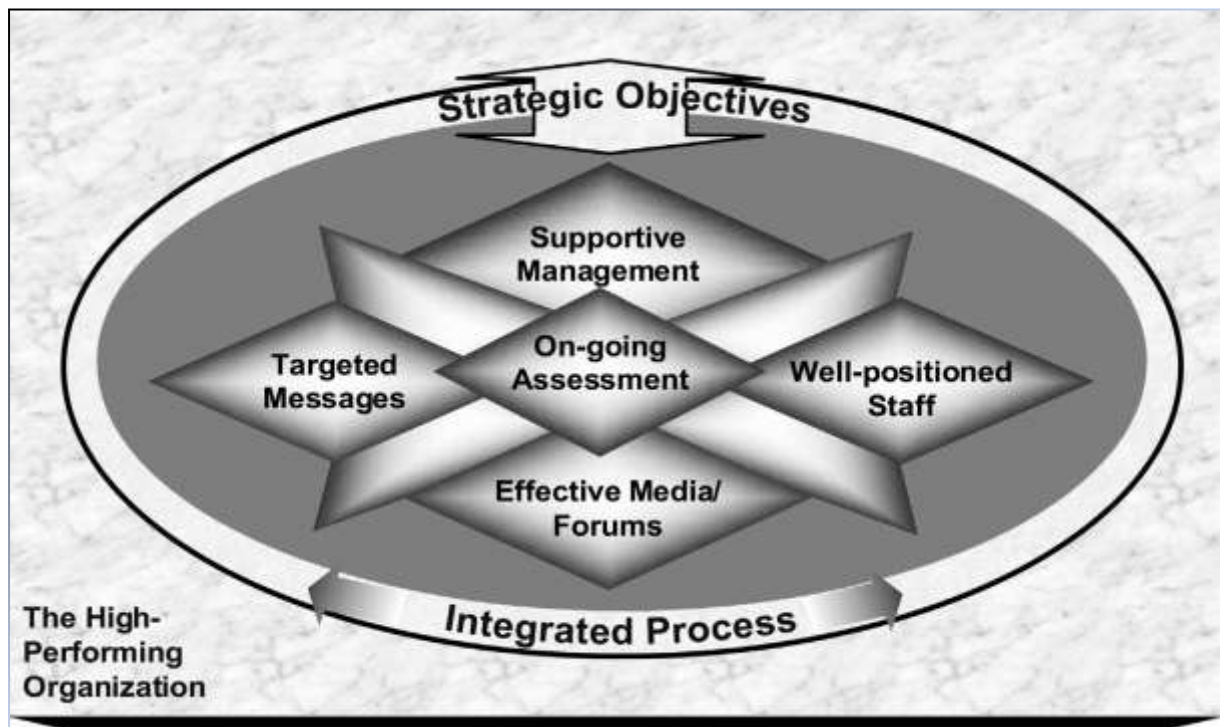 Strategic Objectives
Supportive
Management
Targeted
Messages
On-going
Assessment
Well-positioned
Staff
Effective Media/
Forums
Integrated Process
The High-
Performing
Organization